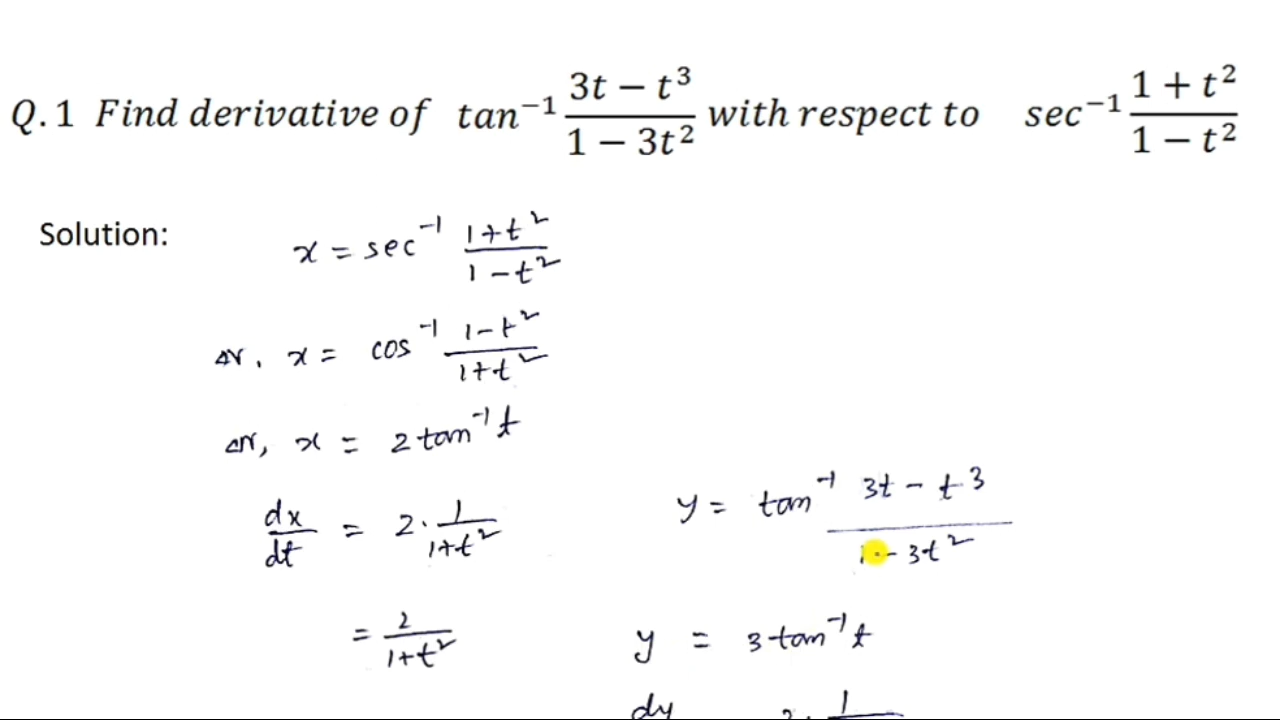 Q.1 Find derivative of tan⁻¹ (3t − t³)/(1 − 3t²) with respect to sec⁻¹ (1 + t²)/(1 − t²)
Solution:
x = sec⁻¹ (1+t²)/(1−t²)
or, x = cos⁻¹ (1−t²)/(1+t²)
or, x = 2 tan⁻¹ t
dx/dt = 2 · 1/(1+t²)
= 2/(1+t²)
y = tan⁻¹ (3t − t³)/(1 − 3t²)
y = 3 tan⁻¹ t
dy